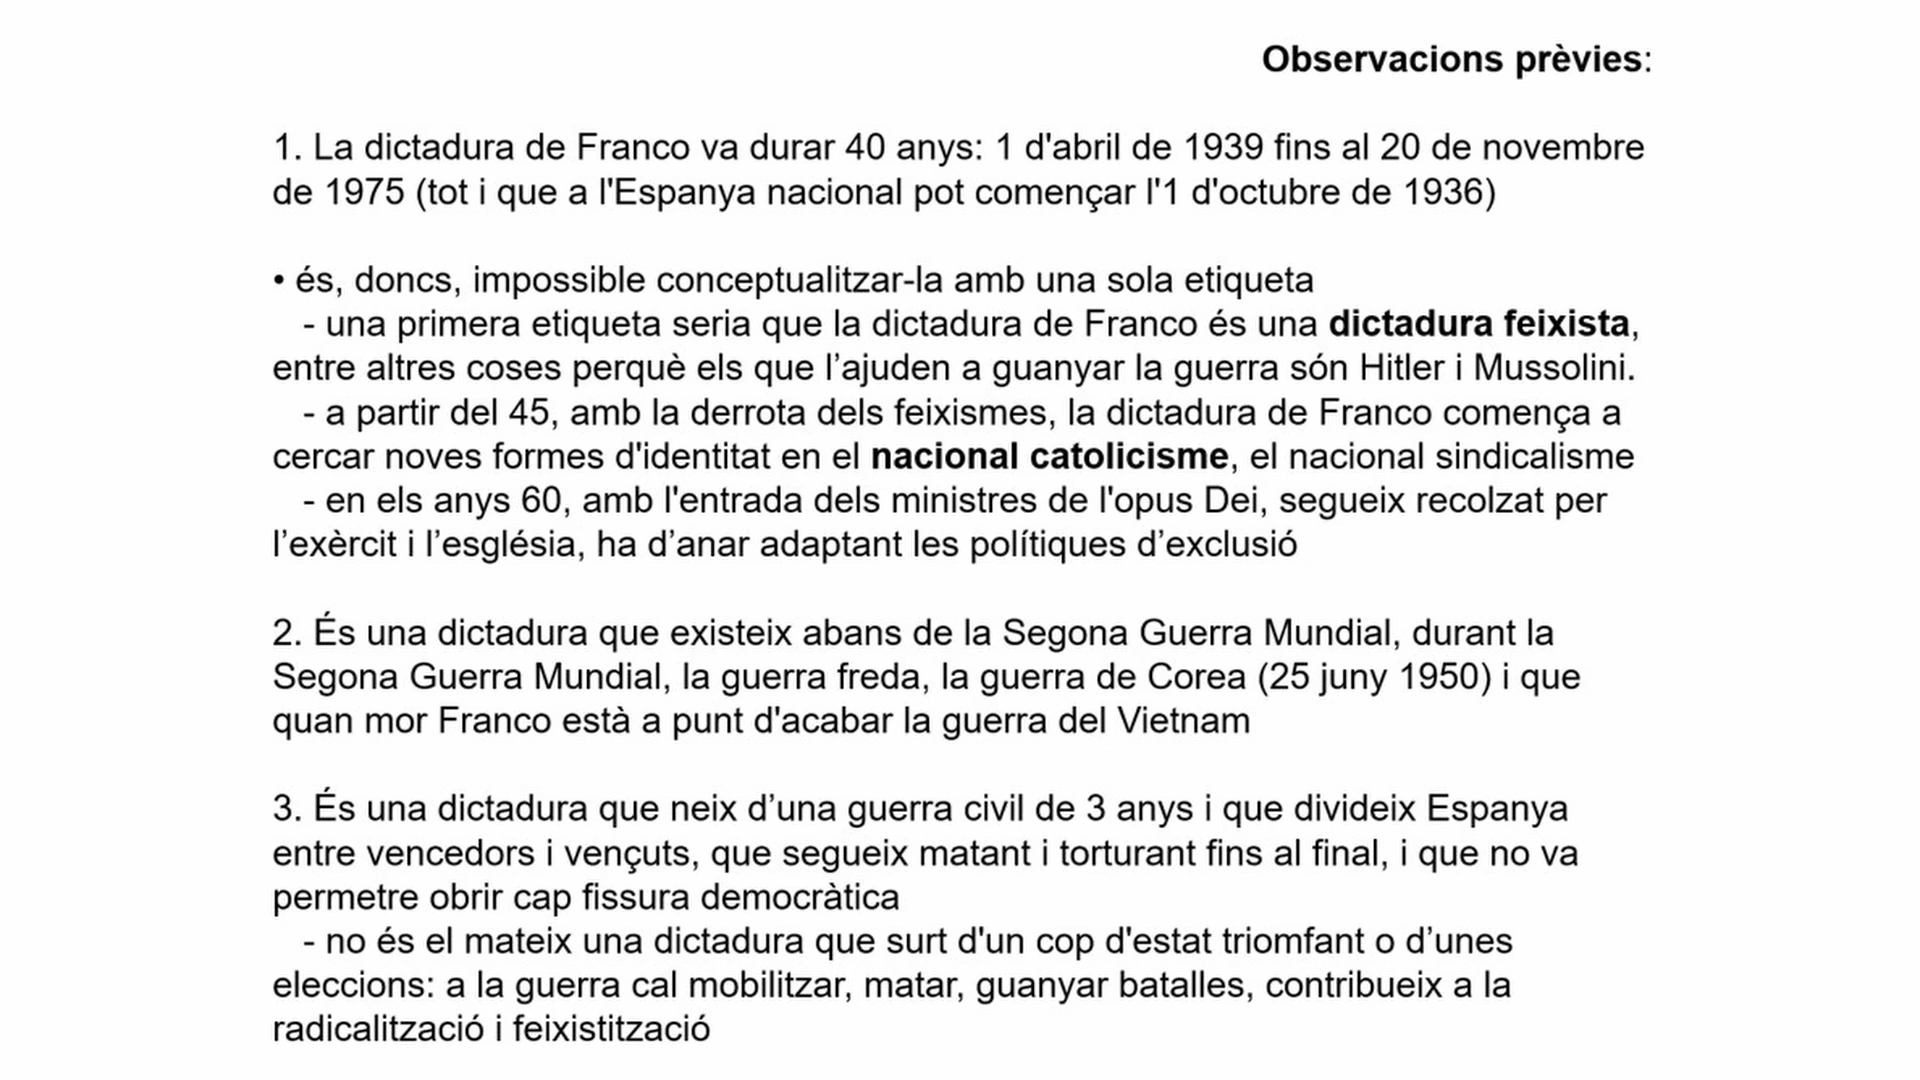 Observacions prèvies:
1. La dictadura de Franco va durar 40 anys: 1 d'abril de 1939 fins al 20 de novembre
de 1975 (tot i que a l'Espanya nacional pot començar l'1 d'octubre de 1936)
• és, doncs, impossible conceptualitzar-la amb una sola etiqueta
- una primera etiqueta seria que la dictadura de Franco és una dictadura feixista,
entre altres coses perquè els que l’ajuden a guanyar la guerra són Hitler i Mussolini.
- a partir del 45, amb la derrota dels feixismes, la dictadura de Franco comença a
cercar noves formes d'identitat en el nacional catolicisme, el nacional sindicalisme
- en els anys 60, amb l'entrada dels ministres de l'opus Dei, segueix recolzat per
l’exèrcit i l’església, ha d’anar adaptant les polítiques d’exclusió
2. És una dictadura que existeix abans de la Segona Guerra Mundial, durant la
Segona Guerra Mundial, la guerra freda, la guerra de Corea (25 juny 1950) i que
quan mor Franco està a punt d'acabar la guerra del Vietnam
3. És una dictadura que neix d’una guerra civil de 3 anys i que divideix Espanya
entre vencedors i vençuts, que segueix matant i torturant fins al final, i que no va
permetre obrir cap fissura democràtica
- no és el mateix una dictadura que surt d'un cop d'estat triomfant o d’unes
eleccions: a la guerra cal mobilitzar, matar, guanyar batalles, contribueix a la
radicalització i feixistització